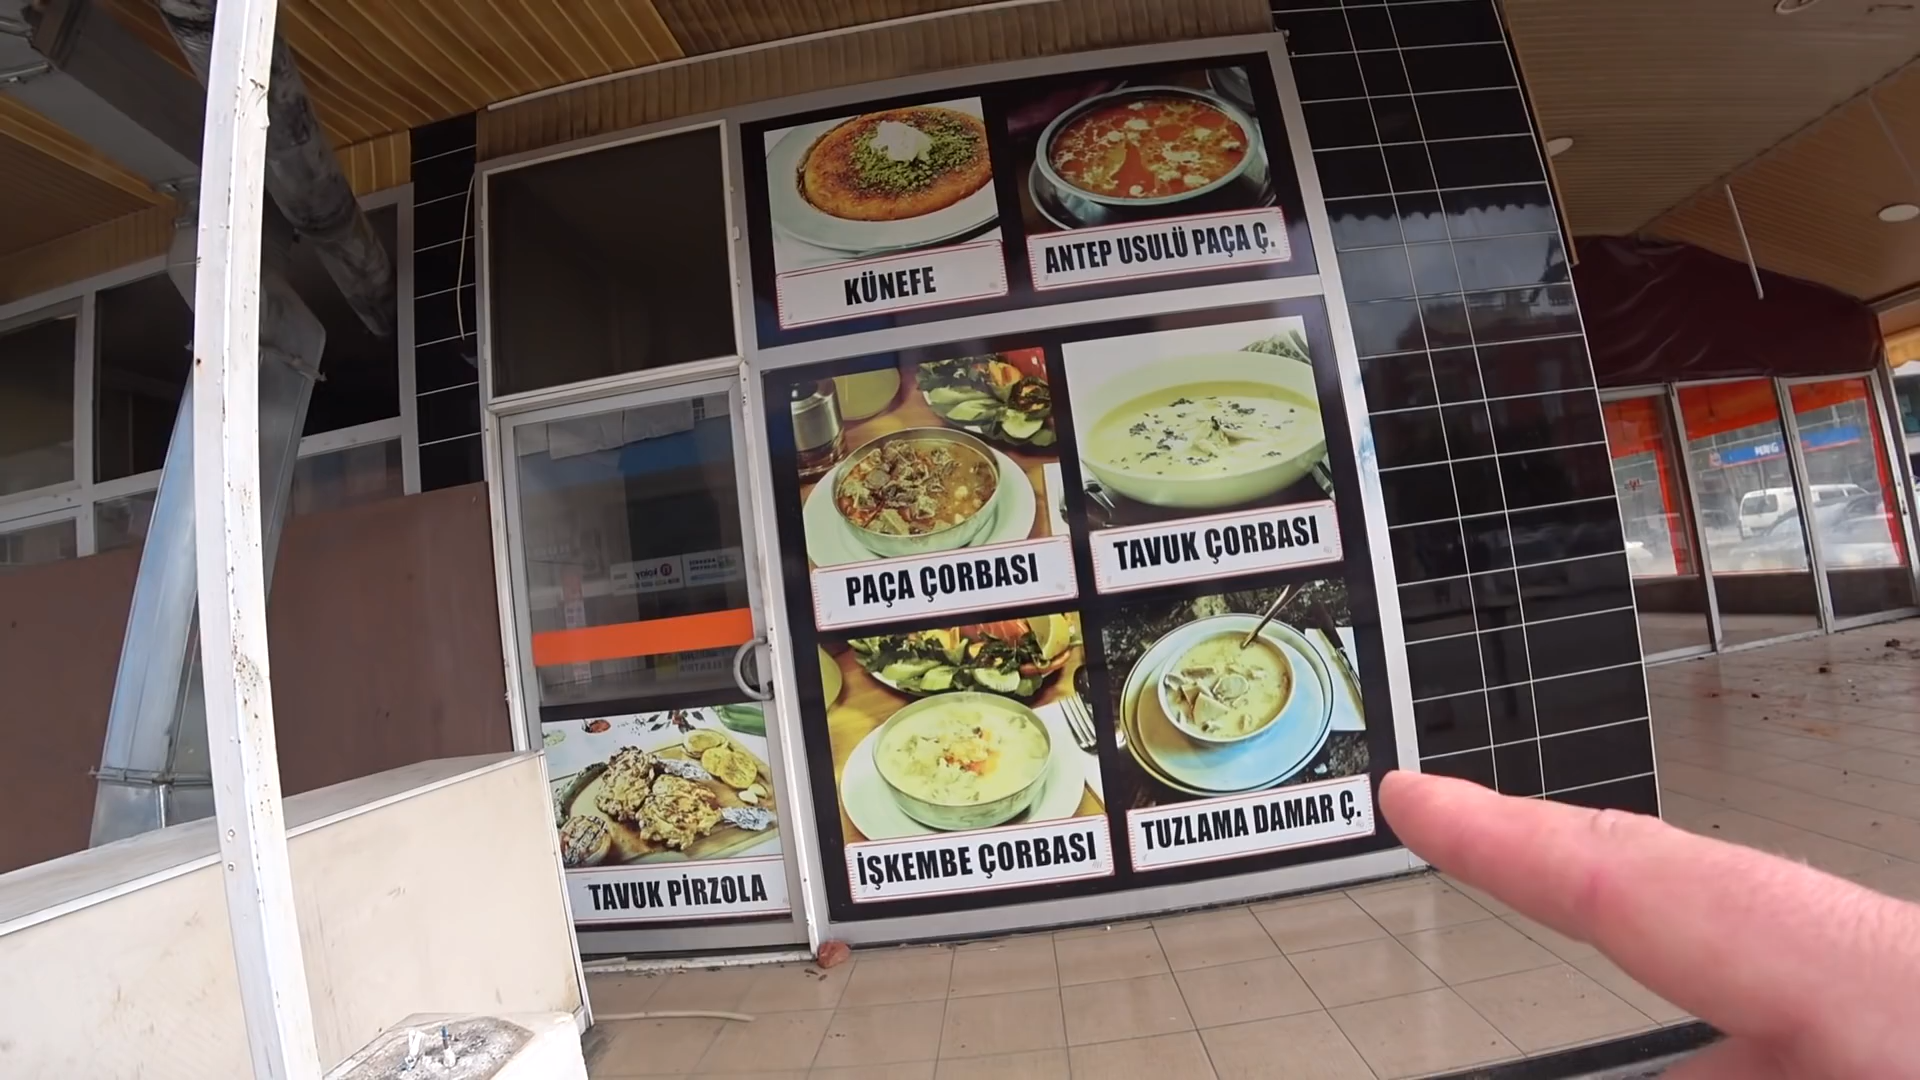 KÜNEFE
ANTEP USULÜ PAÇA Ç.
PAÇA ÇORBASI
TAVUK ÇORBASI
İŞKEMBE ÇORBASI
TUZLAMA DAMAR Ç.
TAVUK PİRZOLA